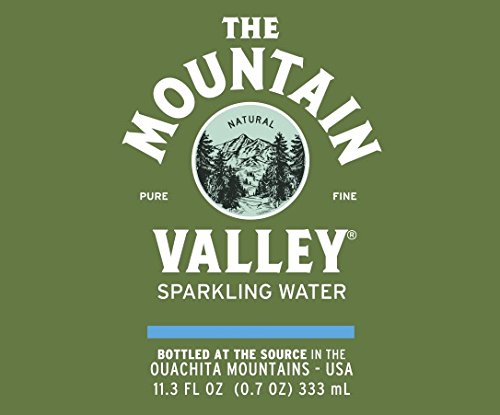 THE
MOUNTAIN
NATURAL
PURE FINE
VALLEY®
SPARKLING WATER
BOTTLED AT THE SOURCE IN THE
OUACHITA MOUNTAINS - USA
11.3 FL OZ (0.7 OZ) 333 mL